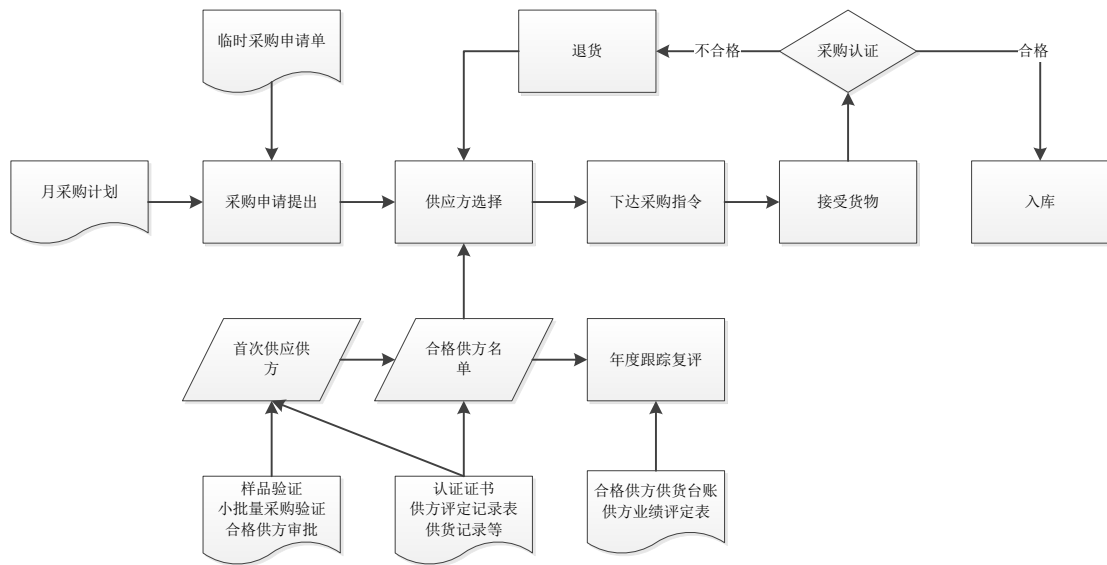 临时采购申请单
退货
不合格
采购认证
合格
月采购计划
采购申请提出
供应方选择
下达采购指令
接受货物
入库
首次供应供
方
合格供方名
单
年度跟踪复评
样品验证
小批量采购验证
合格供方审批
认证证书
供方评定记录表
供货记录等
合格供方供货台账
供方业绩评定表